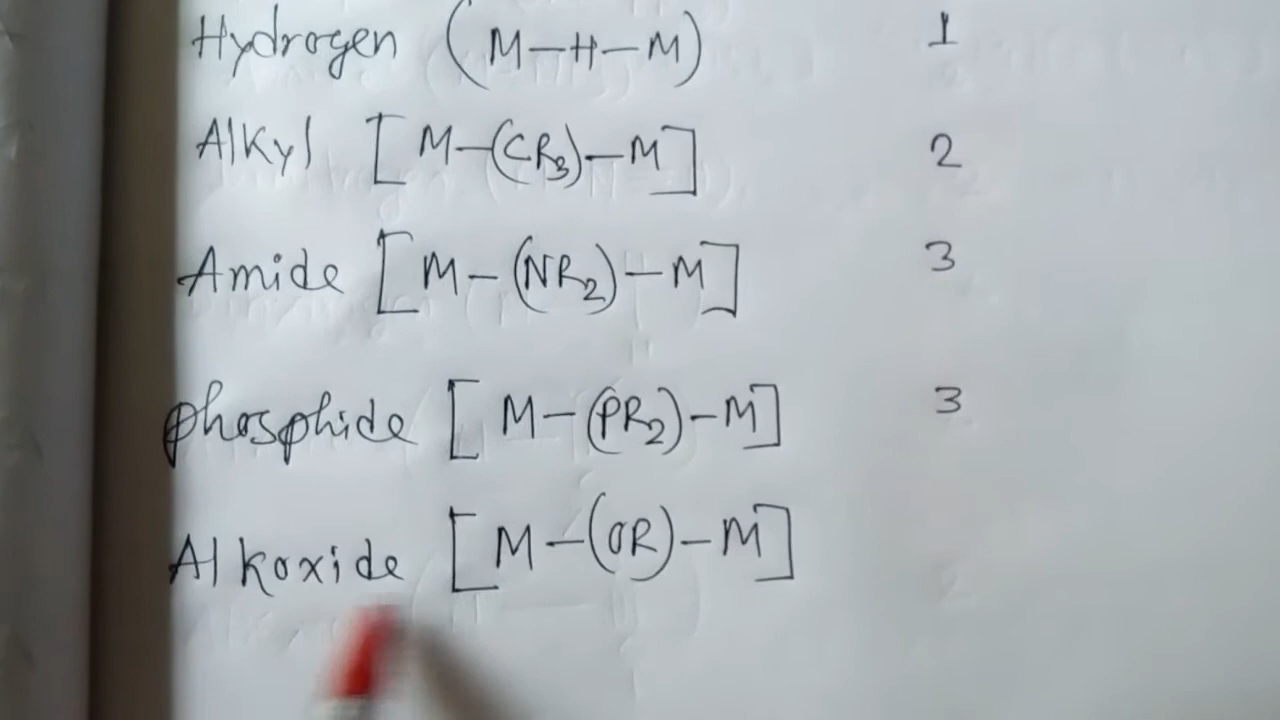 Hydrogen (M-H-M) 1
Alkyl [M-(CR₃)-M] 2
Amide [M-(NR₂)-M] 3
phosphide [M-(PR₂)-M] 3
Alkoxide [M-(OR)-M]